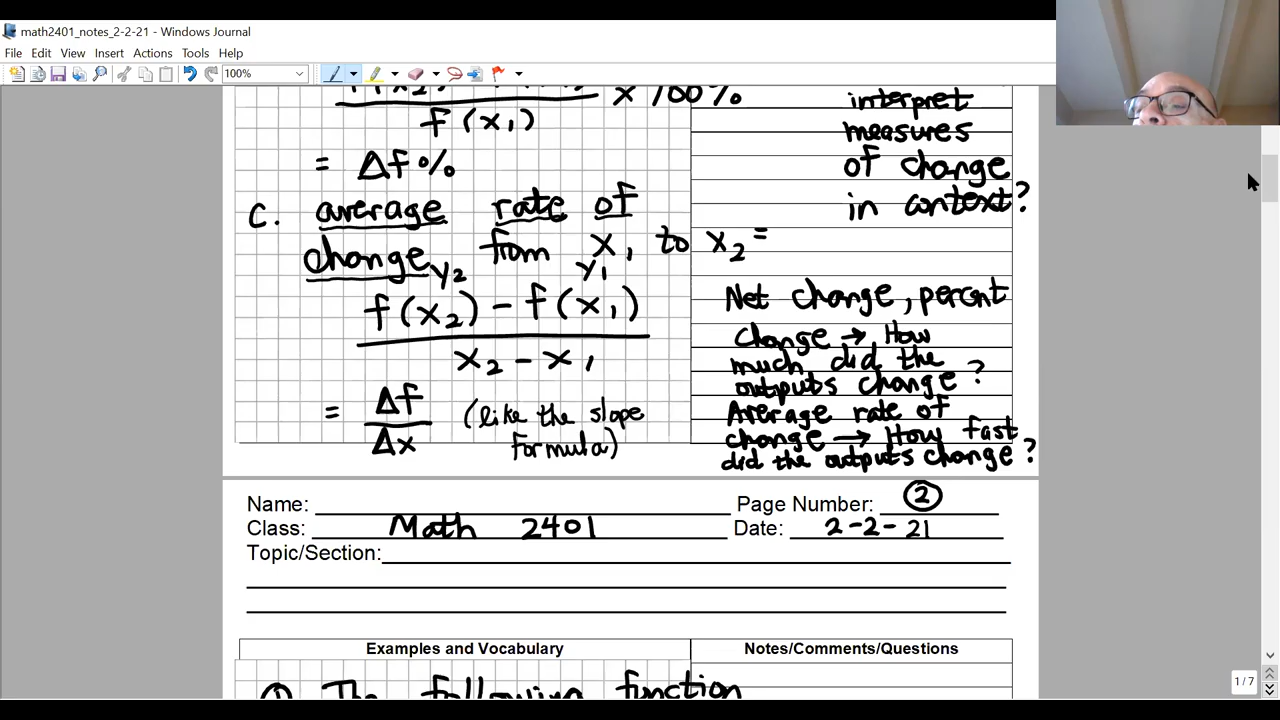 math2401_notes_2-2-21 - Windows Journal
File Edit View Insert Actions Tools Help
100%
x 100%
f(x₁)
= Δf%
C. average rate of
change from x₁ to x₂ =
y₂ y₁
f(x₂) - f(x₁)
x₂ - x₁
= Δf
Δx
(like the slope
formula)
interpret
measures
of change
in context?
Net change, percent
change → How
much did the
outputs change?
Average rate of
change → How fast
did the outputs change?
Name:
Page Number: 2
Class: Math 2401
Date: 2-2-21
Topic/Section:
Examples and Vocabulary
Notes/Comments/Questions
The following function
1 / 7